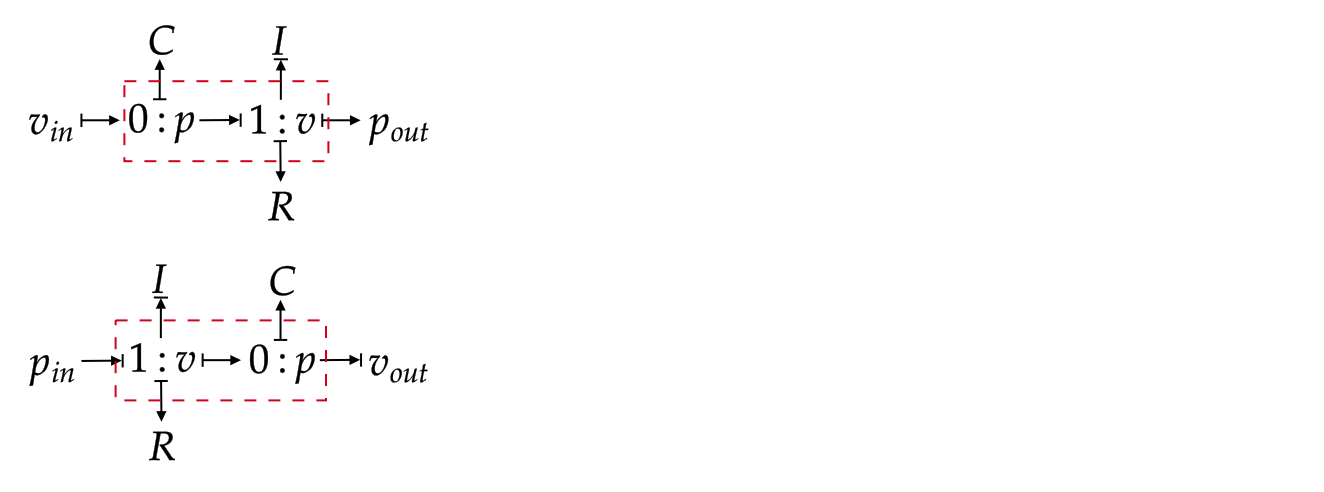 C I
v_in 0 : p 1 : v p_out
R
I C
p_in 1 : v 0 : p v_out
R